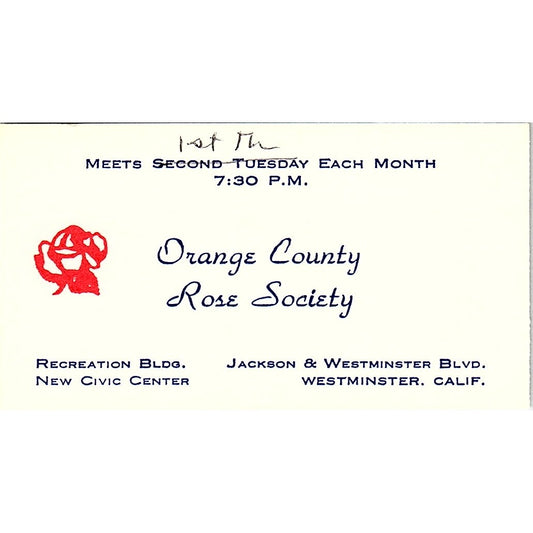 1st Th
MEETS SECOND TUESDAY EACH MONTH
7:30 P.M.
Orange County
Rose Society
RECREATION BLDG.
NEW CIVIC CENTER
JACKSON & WESTMINSTER BLVD.
WESTMINSTER, CALIF.